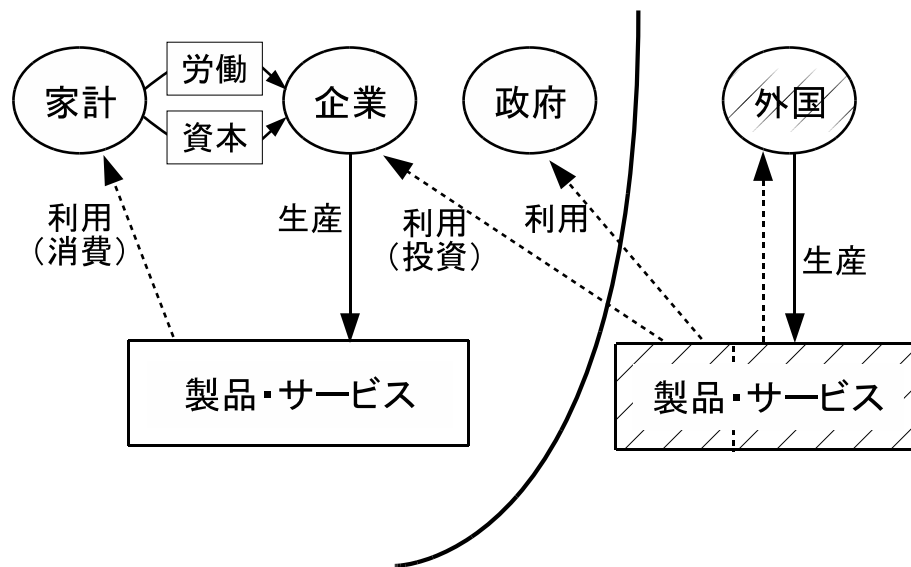 労働
家計
企業
政府
外国
資本
利用
(消費)
生産
利用
(投資)
利用
生産
製品・サービス
製品・サービス